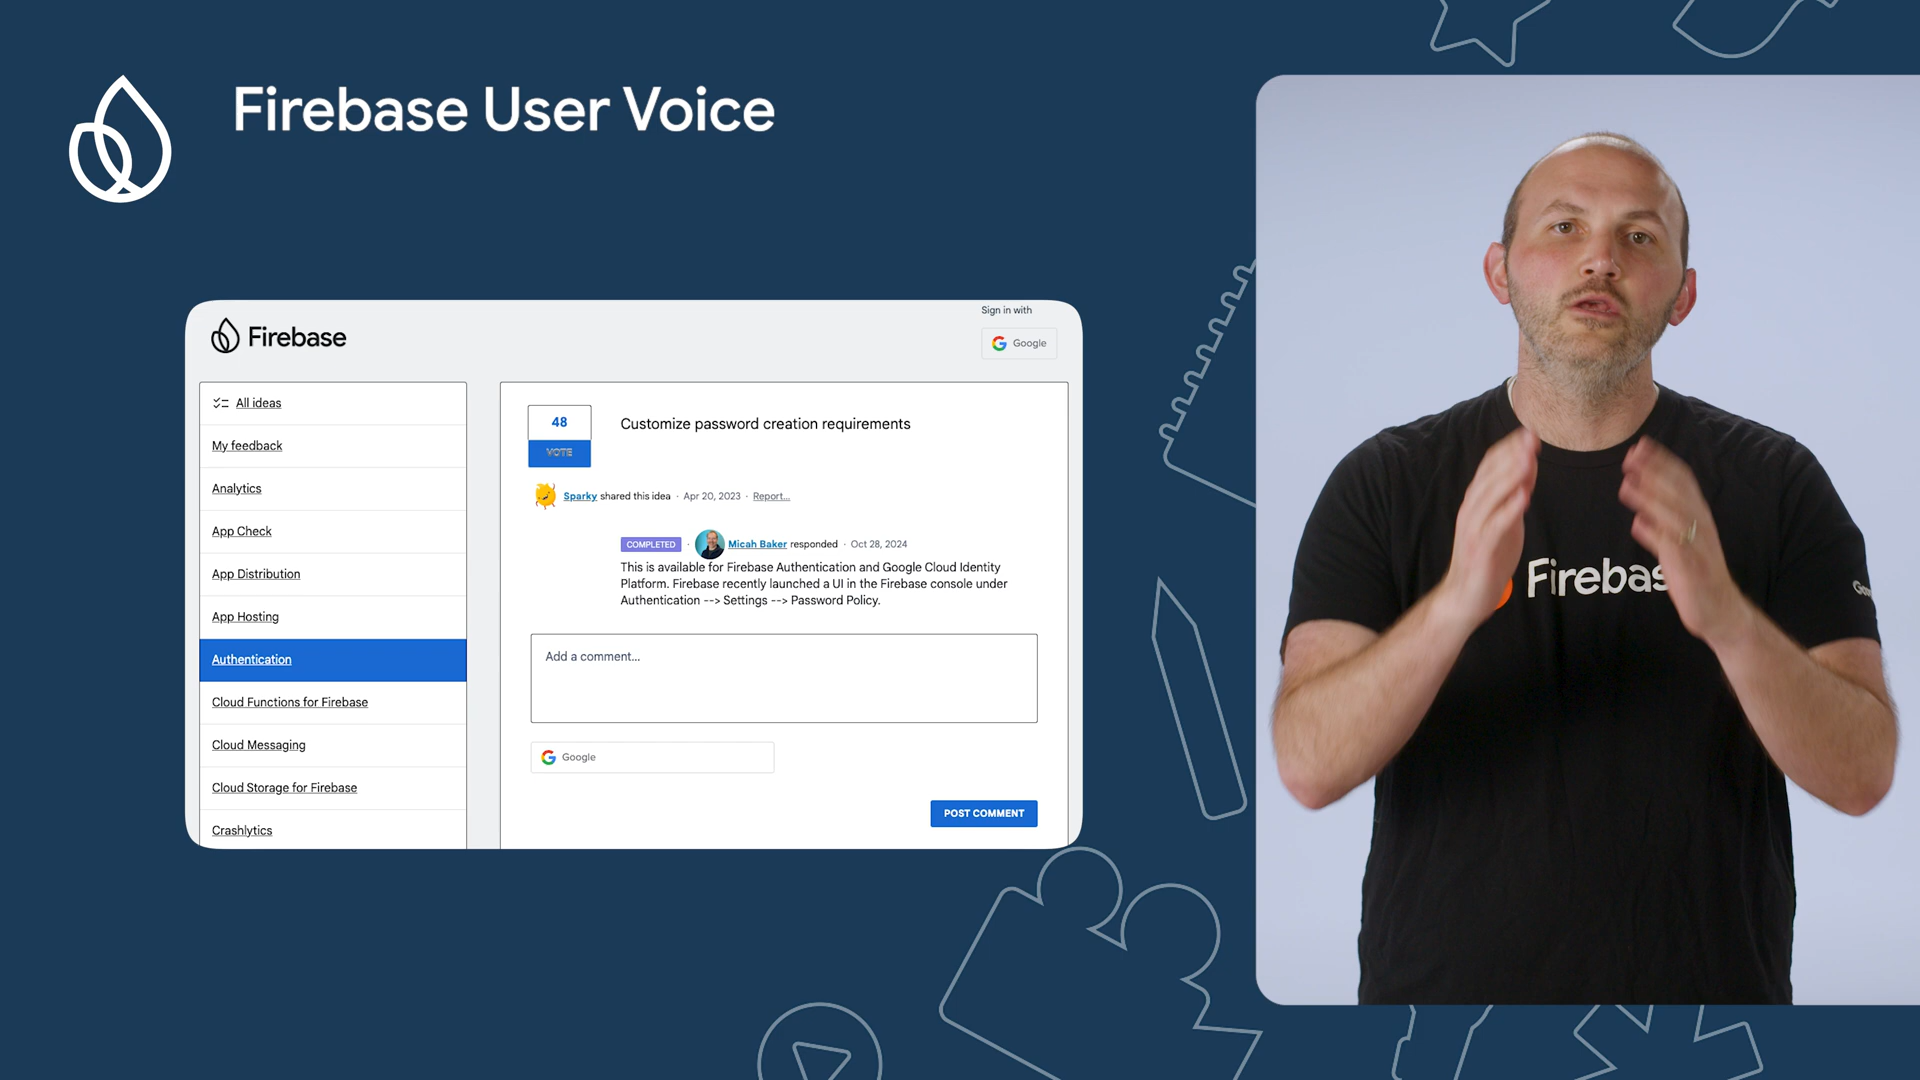 Firebase User Voice
Firebase
Sign in with
Google
All ideas
My feedback
Analytics
App Check
App Distribution
App Hosting
Authentication
Cloud Functions for Firebase
Cloud Messaging
Cloud Storage for Firebase
Crashlytics
48
VOTE
Customize password creation requirements
Sparky shared this idea · Apr 20, 2023 · Report...
COMPLETED · Micah Baker responded · Oct 28, 2024
This is available for Firebase Authentication and Google Cloud Identity
Platform. Firebase recently launched a UI in the Firebase console under
Authentication --> Settings --> Password Policy.
Add a comment...
Google
POST COMMENT
Firebas